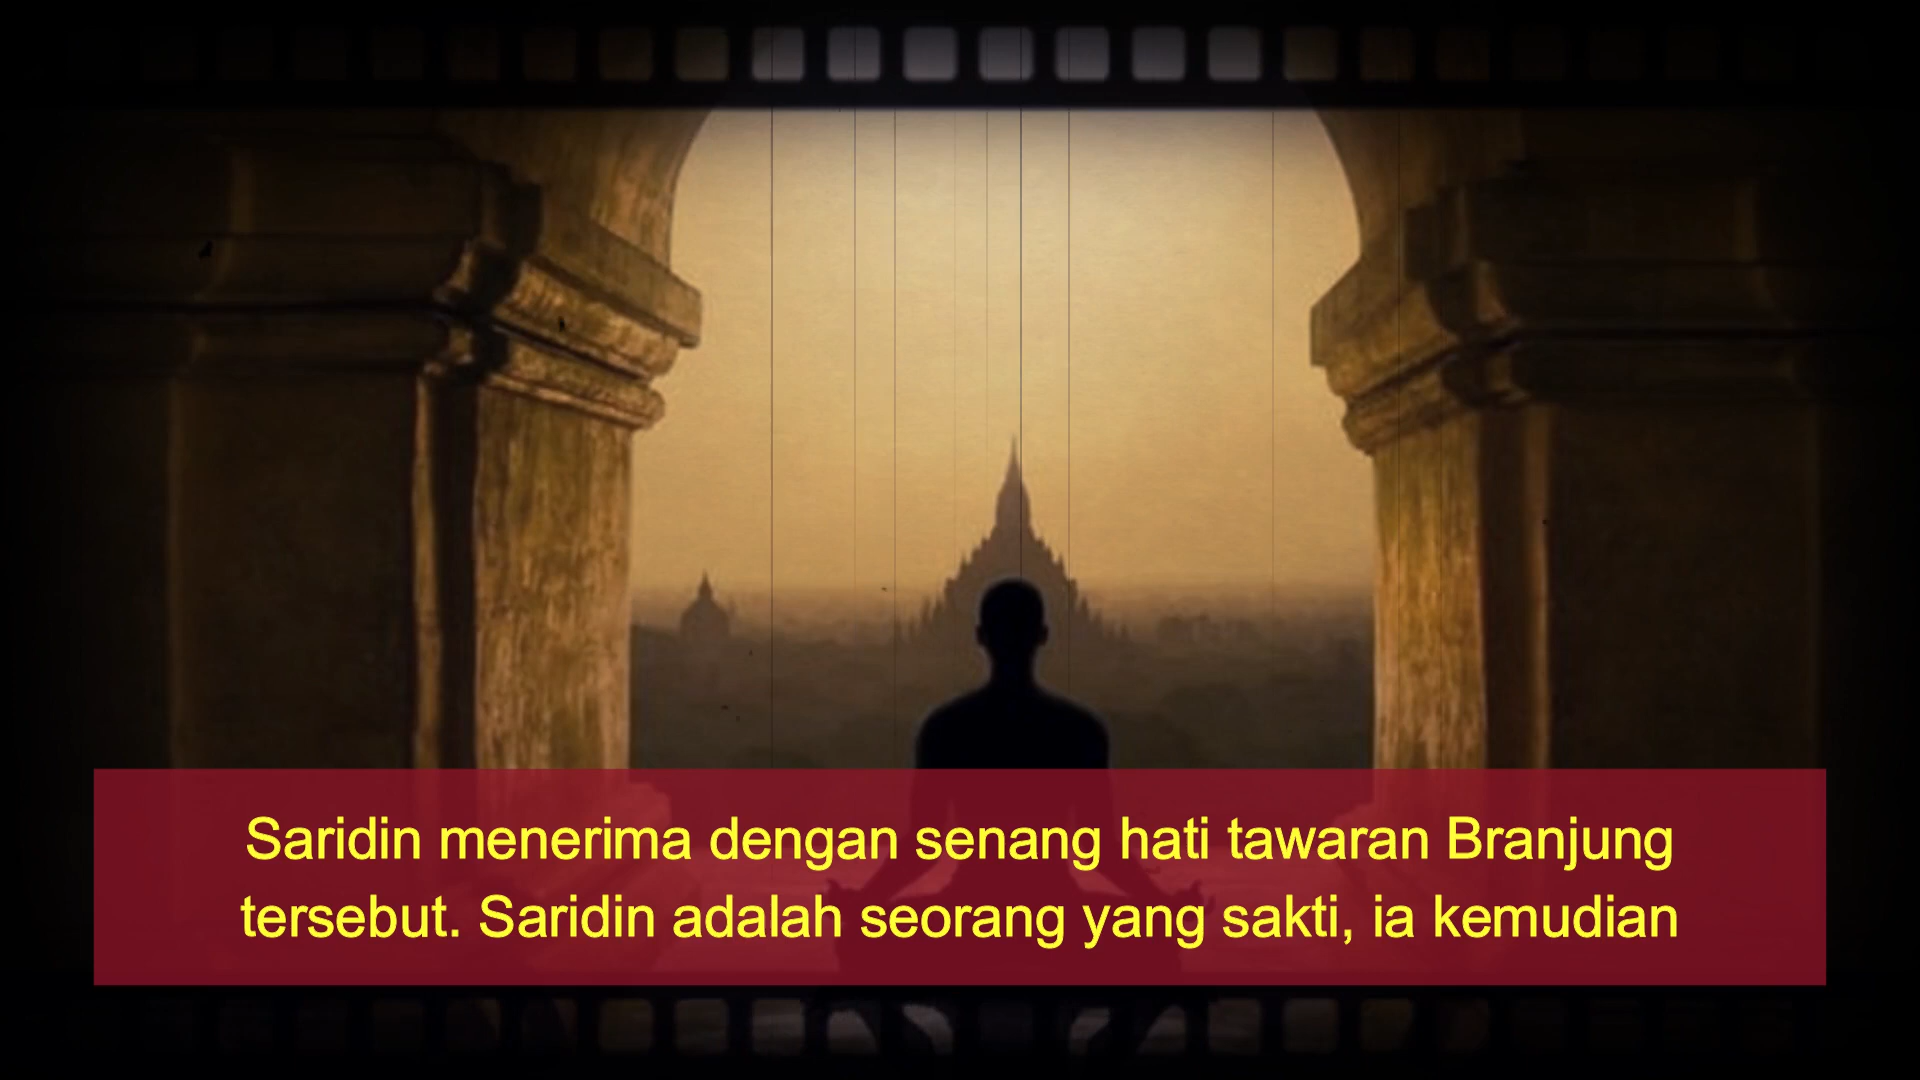 Saridin menerima dengan senang hati tawaran Branjung
tersebut. Saridin adalah seorang yang sakti, ia kemudian